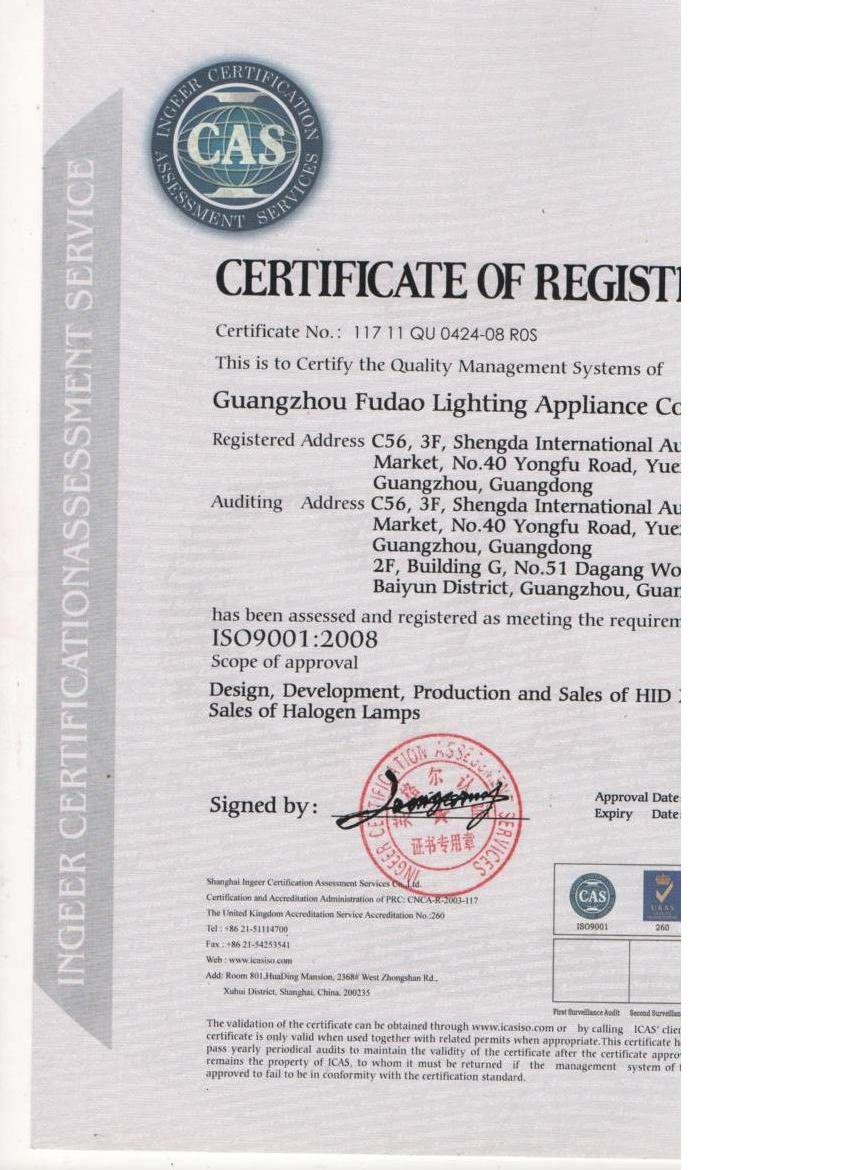 INGEER CERTIFICATION
CAS
ASSESSMENT SERVICES
INGEER CERTIFICATIONASSESSMENT SERVICE
CERTIFICATE OF REGIST
Certificate No.: 117 11 QU 0424-08 R0S
This is to Certify the Quality Management Systems of
Guangzhou Fudao Lighting Appliance Co
Registered Address C56, 3F, Shengda International Au
Market, No.40 Yongfu Road, Yue
Guangzhou, Guangdong
Auditing Address C56, 3F, Shengda International Au
Market, No.40 Yongfu Road, Yue
Guangzhou, Guangdong
2F, Building G, No.51 Dagang Wo
Baiyun District, Guangzhou, Guan
has been assessed and registered as meeting the requirem
ISO9001:2008
Scope of approval
Design, Development, Production and Sales of HID
Sales of Halogen Lamps
INGEER CERTIFICATION ASSESSMENT SERVICES
证书专用章
Signed by:
Approval Date:
Expiry Date:
Shanghai Ingeer Certification Assessment Services Co.,Ltd.
Certification and Accreditation Administration of PRC: CNCA-R-2003-117
The United Kingdom Accreditation Service Accreditation No.:260
Tel : +86 21-51114700
Fax : +86 21-54253541
Web : www.icasiso.com
Add: Room 801,HuaDing Mansion, 2368# West Zhongshan Rd.,
Xuhui District, Shanghai, China, 200235
CAS
ISO9001
UKAS
260
First Surveillance Audit Second Surveillan
The validation of the certificate can be obtained through www.icasiso.com or by calling ICAS' clien
certificate is only valid when used together with related permits when appropriate.This certificate h
pass yearly periodical audits to maintain the validity of the certificate after the certificate appro
remains the property of ICAS, to whom it must be returned if the management system of
approved to fail to be in conformity with the certification standard.